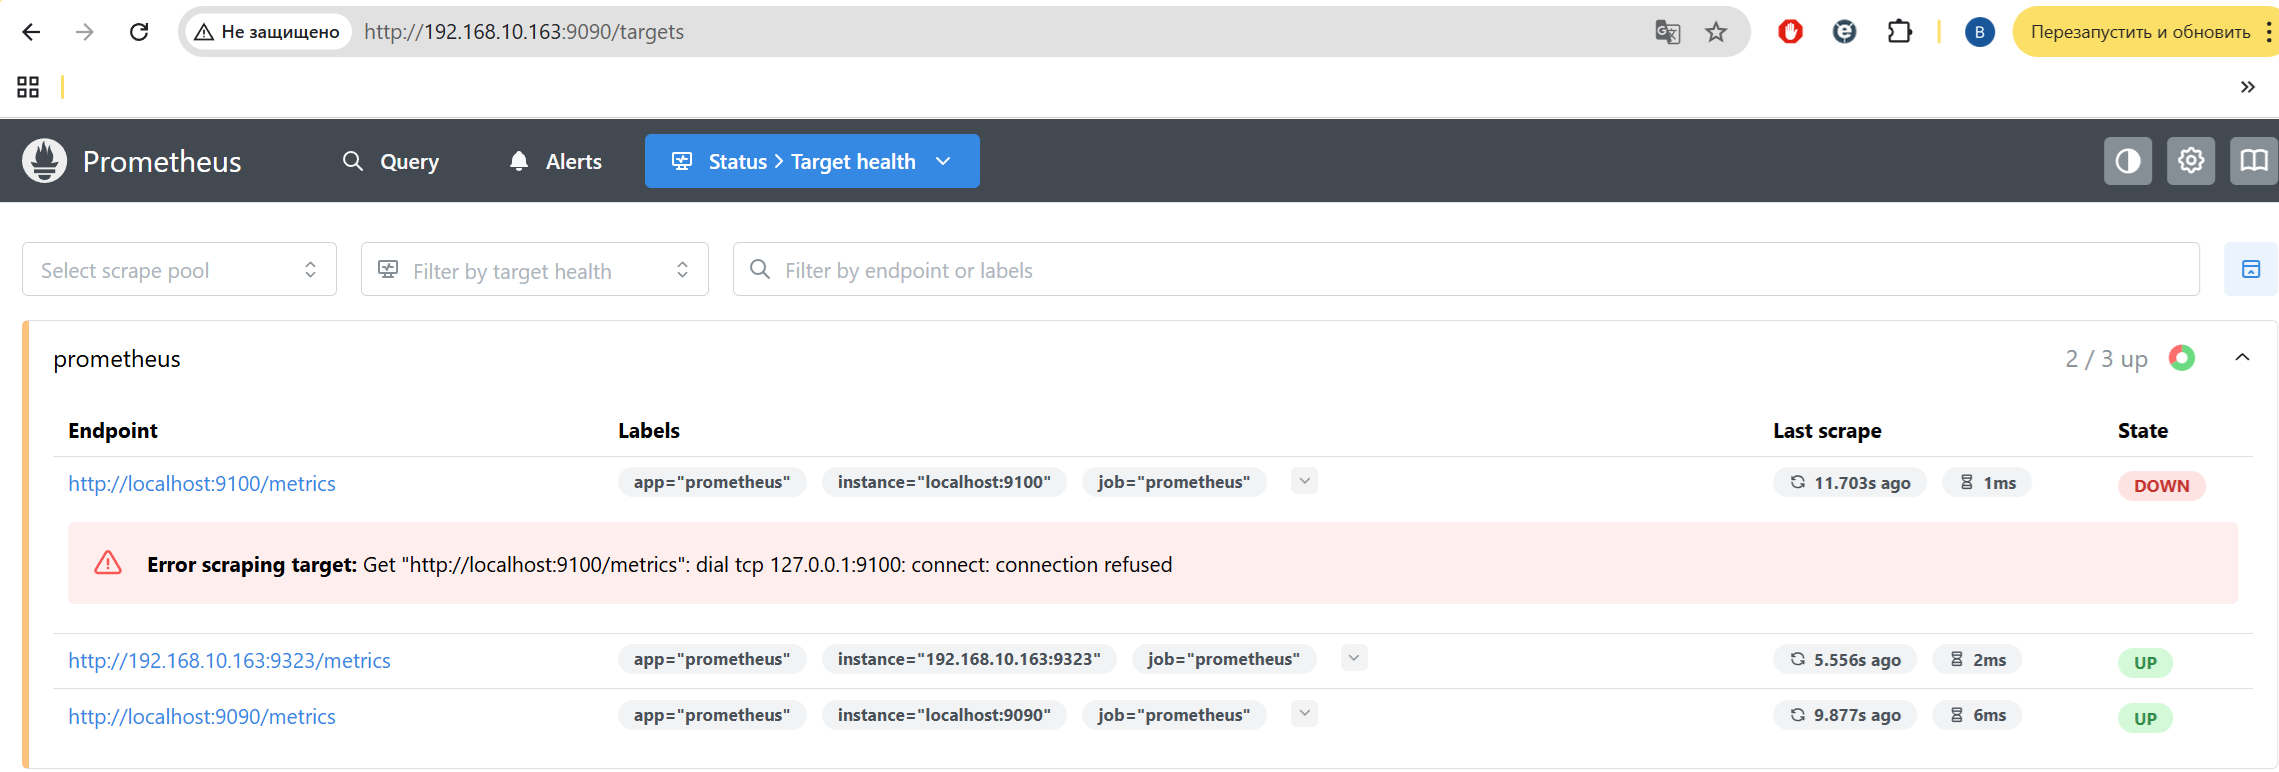 Не защищено http://192.168.10.163:9090/targets B Перезапустить и обновить
Prometheus Query Alerts Status > Target health
Select scrape pool Filter by target health Filter by endpoint or labels
prometheus 2 / 3 up
Endpoint Labels Last scrape State
http://localhost:9100/metrics app="prometheus" instance="localhost:9100" job="prometheus" 11.703s ago 1ms DOWN
Error scraping target: Get "http://localhost:9100/metrics": dial tcp 127.0.0.1:9100: connect: connection refused
http://192.168.10.163:9323/metrics app="prometheus" instance="192.168.10.163:9323" job="prometheus" 5.556s ago 2ms UP
http://localhost:9090/metrics app="prometheus" instance="localhost:9090" job="prometheus" 9.877s ago 6ms UP